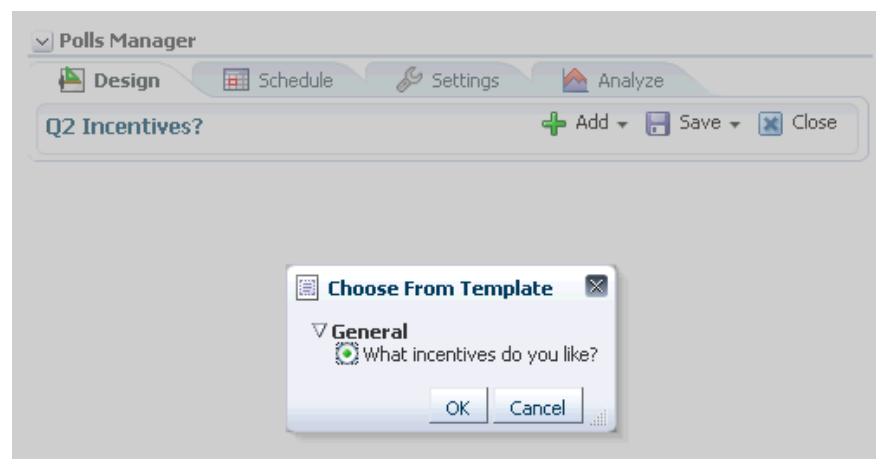 Polls Manager
Design Schedule Settings Analyze
Q2 Incentives? Add Save Close
Choose From Template
General
What incentives do you like?
OK Cancel